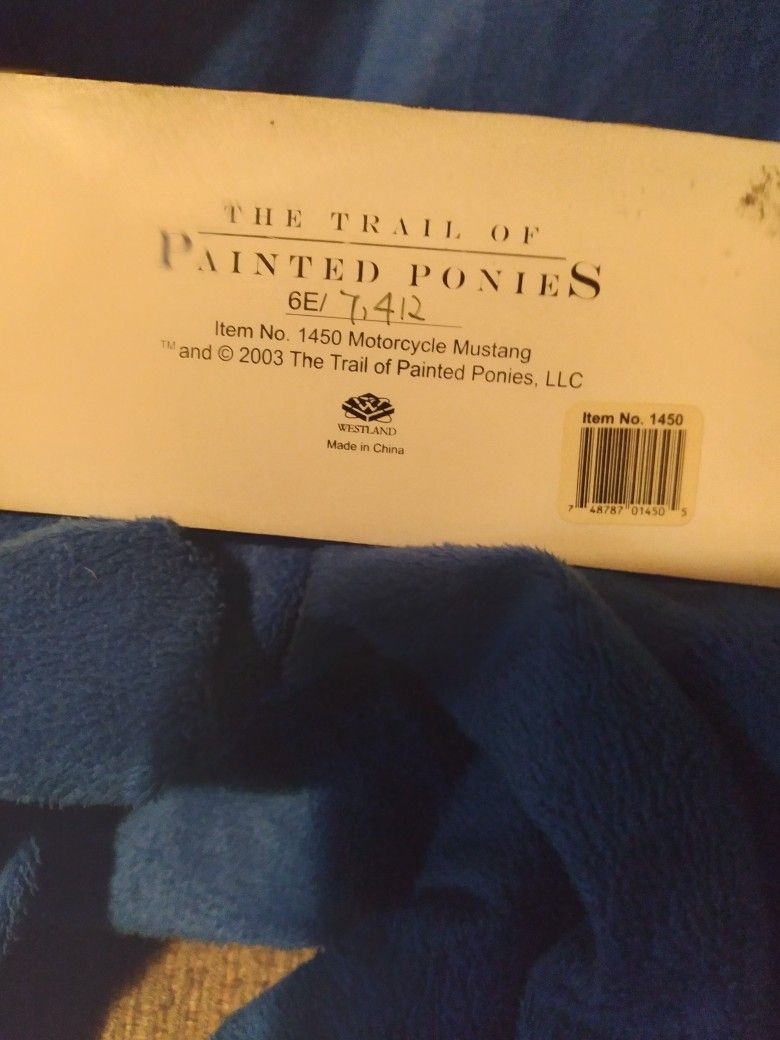 THE TRAIL OF
PAINTED PONIES
6E/ 7,412
Item No. 1450 Motorcycle Mustang
™ and © 2003 The Trail of Painted Ponies, LLC
WESTLAND
Made in China
Item No. 1450
7 48787 01450 5